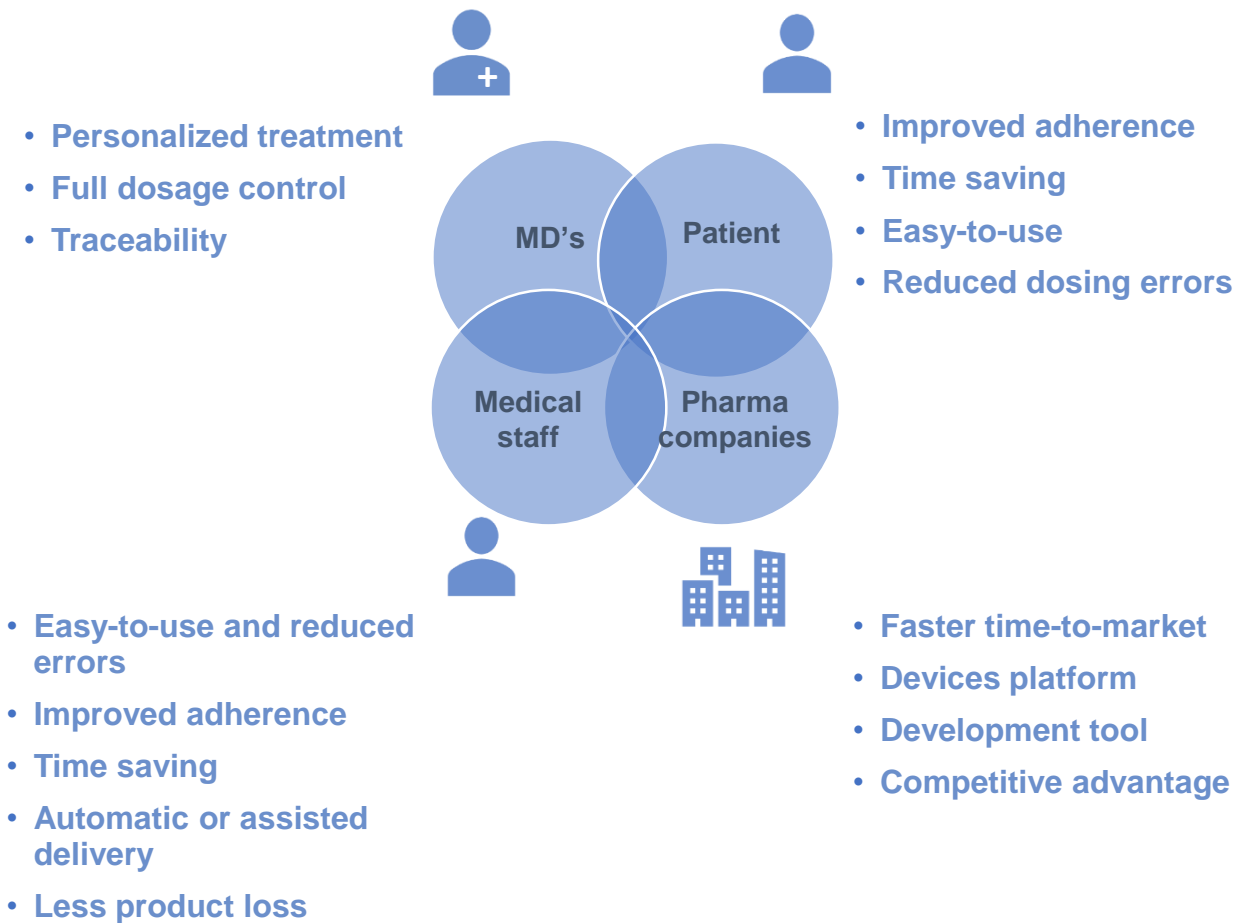 • Personalized treatment
• Full dosage control
• Traceability
• Improved adherence
• Time saving
• Easy-to-use
• Reduced dosing errors
MD's
Patient
Medical
staff
Pharma
companies
• Easy-to-use and reduced
errors
• Improved adherence
• Time saving
• Automatic or assisted
delivery
• Less product loss
• Faster time-to-market
• Devices platform
• Development tool
• Competitive advantage